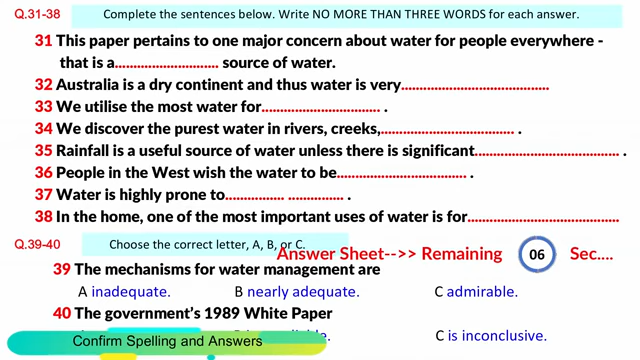 Q.31-38 Complete the sentences below. Write NO MORE THAN THREE WORDS for each answer.
31 This paper pertains to one major concern about water for people everywhere -
that is a............................ source of water.
32 Australia is a dry continent and thus water is very........................................
33 We utilise the most water for................................ .
34 We discover the purest water in rivers, creeks,.................................... .
35 Rainfall is a useful source of water unless there is significant....................................... .
36 People in the West wish the water to be................................... .
37 Water is highly prone to................ ............... .
38 In the home, one of the most important uses of water is for.........................................
Q.39-40 Choose the correct letter, A, B, or C.
Answer Sheet-->> Remaining 06 Sec....
39 The mechanisms for water management are
A inadequate. B nearly adequate. C admirable.
40 The government's 1989 White Paper
C is inconclusive.
Confirm Spelling and Answers